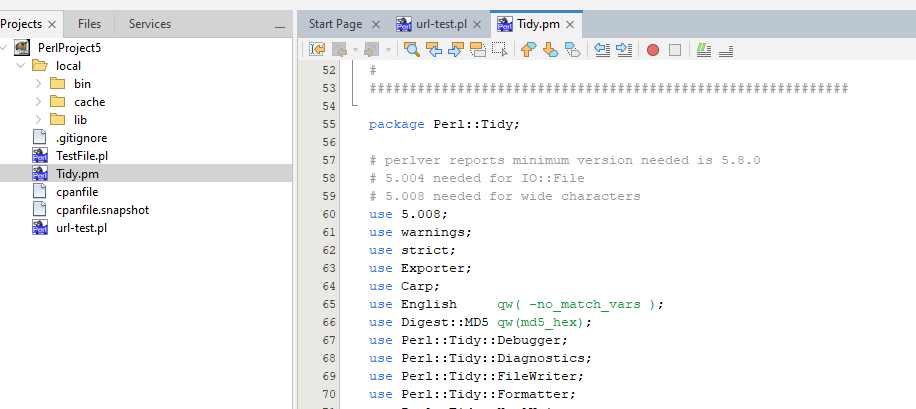 Projects Files Services
PerlProject5
local
bin
cache
lib
.gitignore
TestFile.pl
Tidy.pm
cpanfile
cpanfile.snapshot
url-test.pl
Start Page url-test.pl Tidy.pm
52 #
53 ############################################################
54
55 package Perl::Tidy;
56
57 # perlver reports minimum version needed is 5.8.0
58 # 5.004 needed for IO::File
59 # 5.008 needed for wide characters
60 use 5.008;
61 use warnings;
62 use strict;
63 use Exporter;
64 use Carp;
65 use English     qw( -no_match_vars );
66 use Digest::MD5 qw(md5_hex);
67 use Perl::Tidy::Debugger;
68 use Perl::Tidy::Diagnostics;
69 use Perl::Tidy::FileWriter;
70 use Perl::Tidy::Formatter;